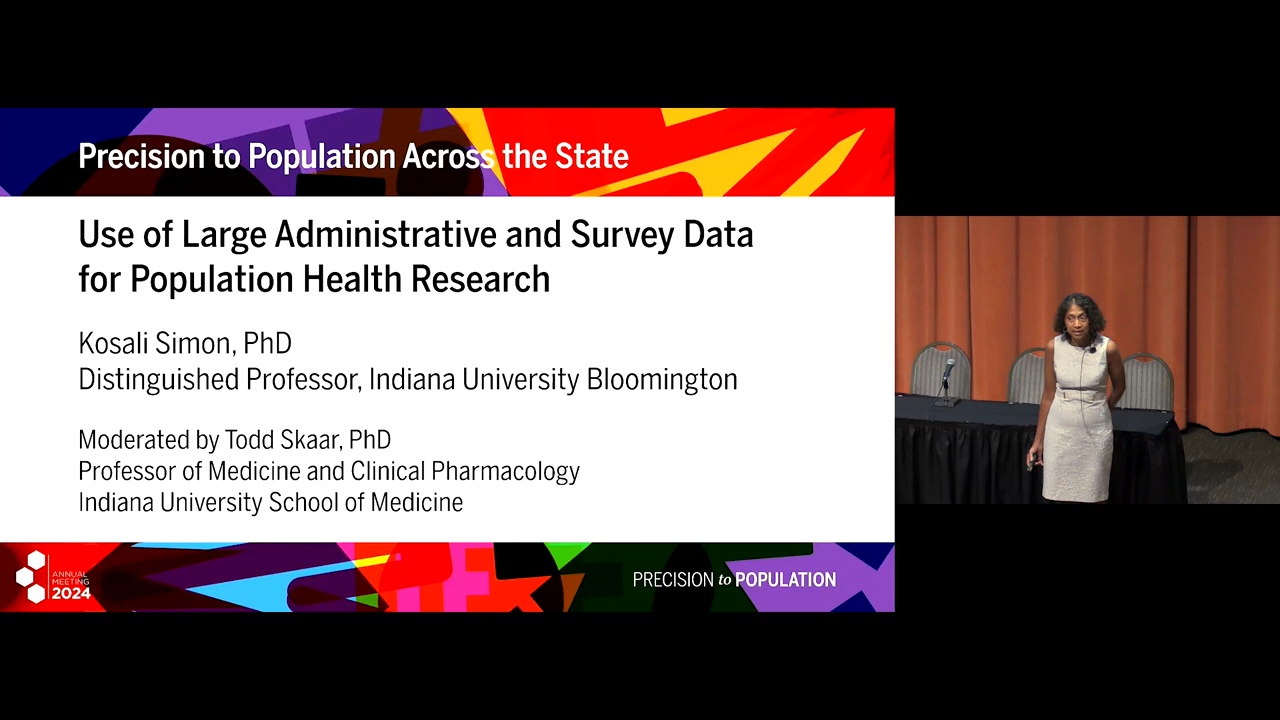 Precision to Population Across the State
Use of Large Administrative and Survey Data
for Population Health Research
Kosali Simon, PhD
Distinguished Professor, Indiana University Bloomington
Moderated by Todd Skaar, PhD
Professor of Medicine and Clinical Pharmacology
Indiana University School of Medicine
ANNUAL
MEETING
2024
PRECISION to POPULATION